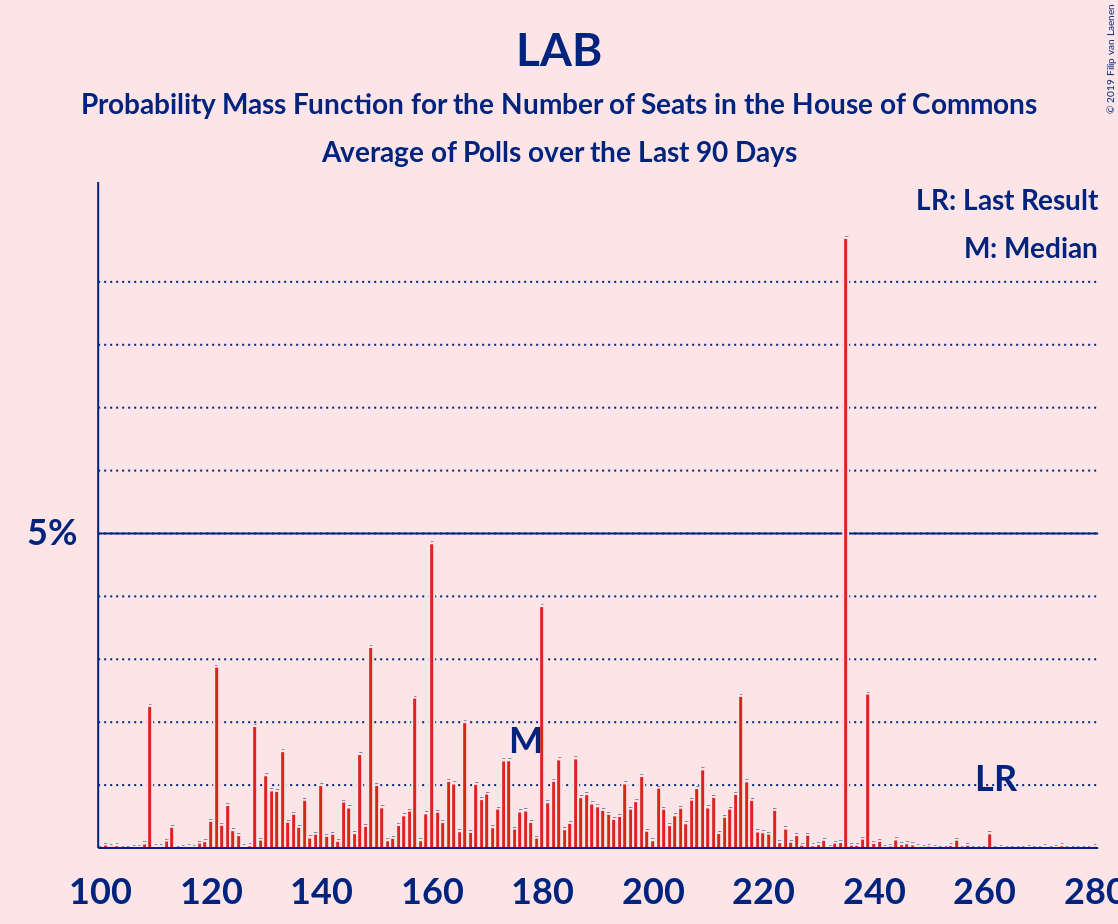 LAB
Probability Mass Function for the Number of Seats in the House of Commons
Average of Polls over the Last 90 Days
© 2019 Filip van Laenen
LR: Last Result
M: Median
5%
M
LR
100 120 140 160 180 200 220 240 260 280